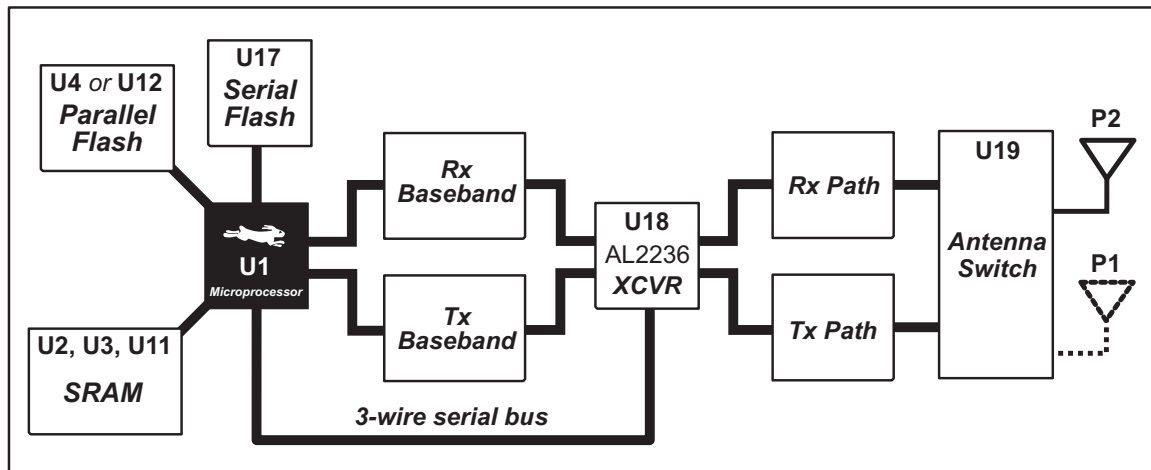 U4 or U12
Parallel
Flash
U17
Serial
Flash
U1
Microprocessor
U2, U3, U11
SRAM
Rx
Baseband
Tx
Baseband
3-wire serial bus
U18
AL2236
XCVR
Rx Path
Tx Path
U19
Antenna
Switch
P2
P1